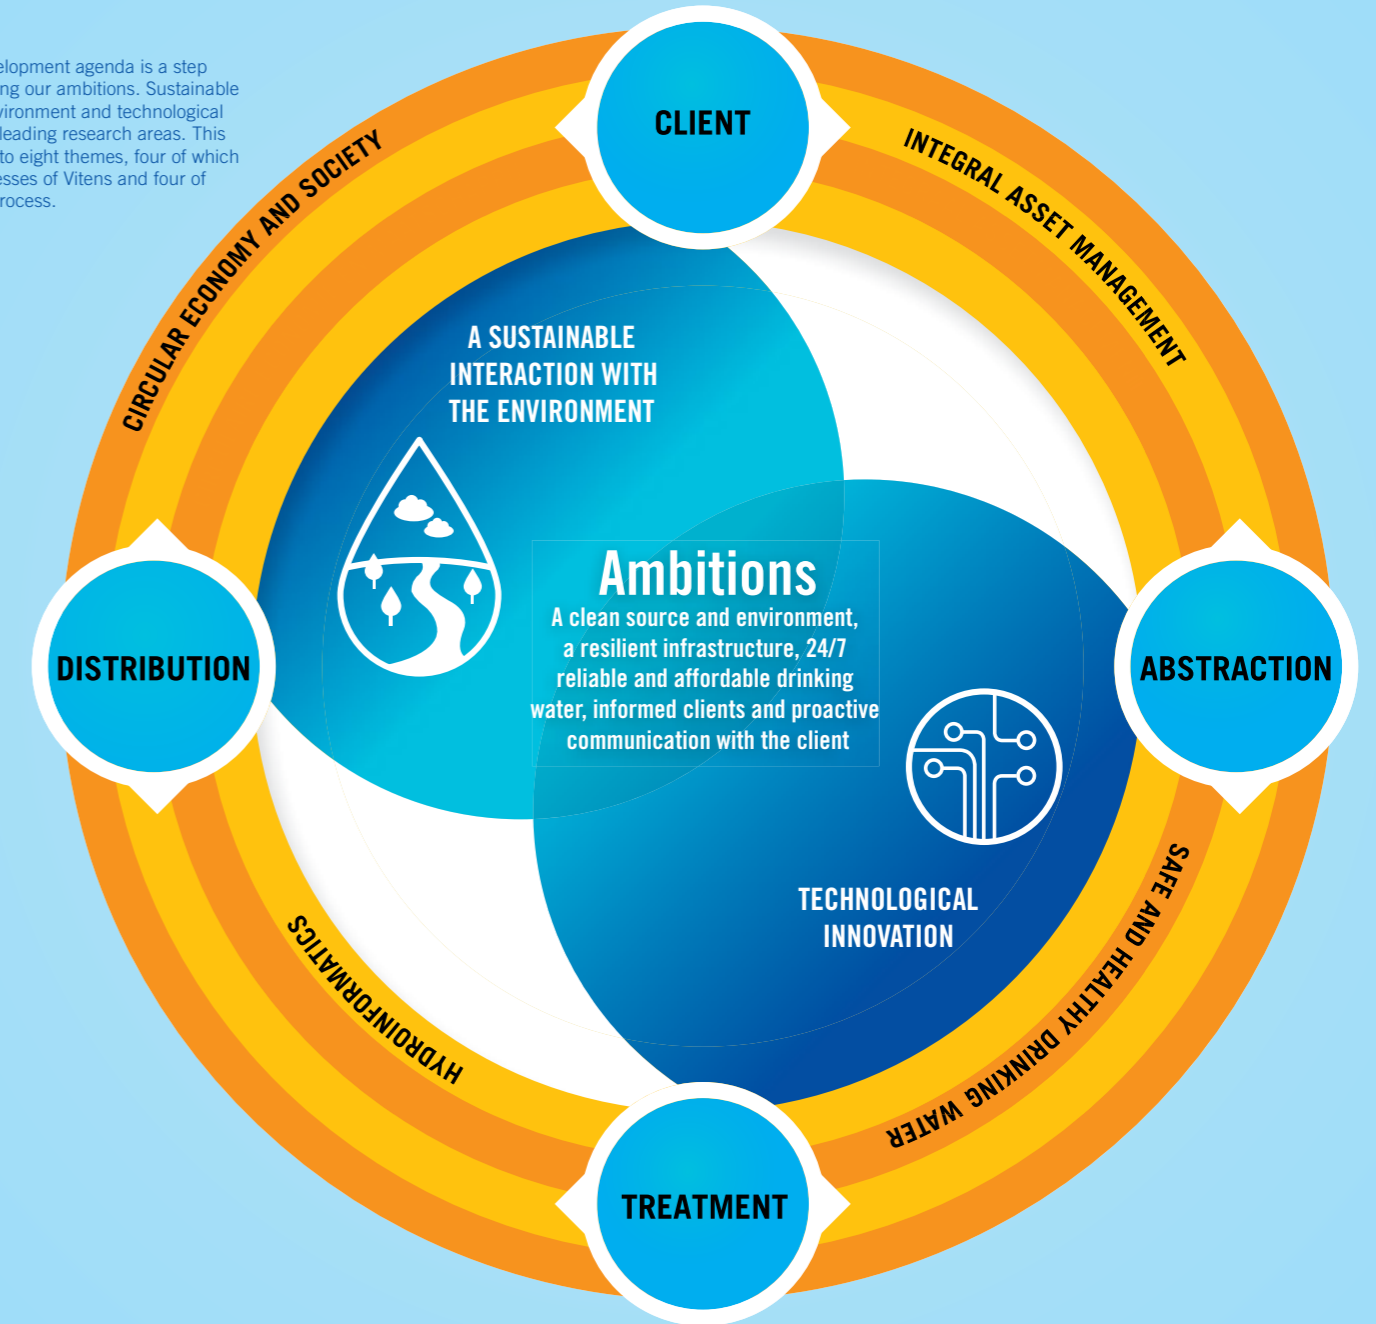 elopment agenda is a step
ng our ambitions. Sustainable
vironment and technological
leading research areas. This
to eight themes, four of which
esses of Vitens and four of
rocess.
CLIENT
CIRCULAR ECONOMY AND SOCIETY
INTEGRAL ASSET MANAGEMENT
A SUSTAINABLE
INTERACTION WITH
THE ENVIRONMENT
Ambitions
A clean source and environment,
a resilient infrastructure, 24/7
reliable and affordable drinking
water, informed clients and proactive
communication with the client
DISTRIBUTION
ABSTRACTION
TECHNOLOGICAL
INNOVATION
HYDROINFORMATICS
SAFE AND HEALTHY DRINKING WATER
TREATMENT